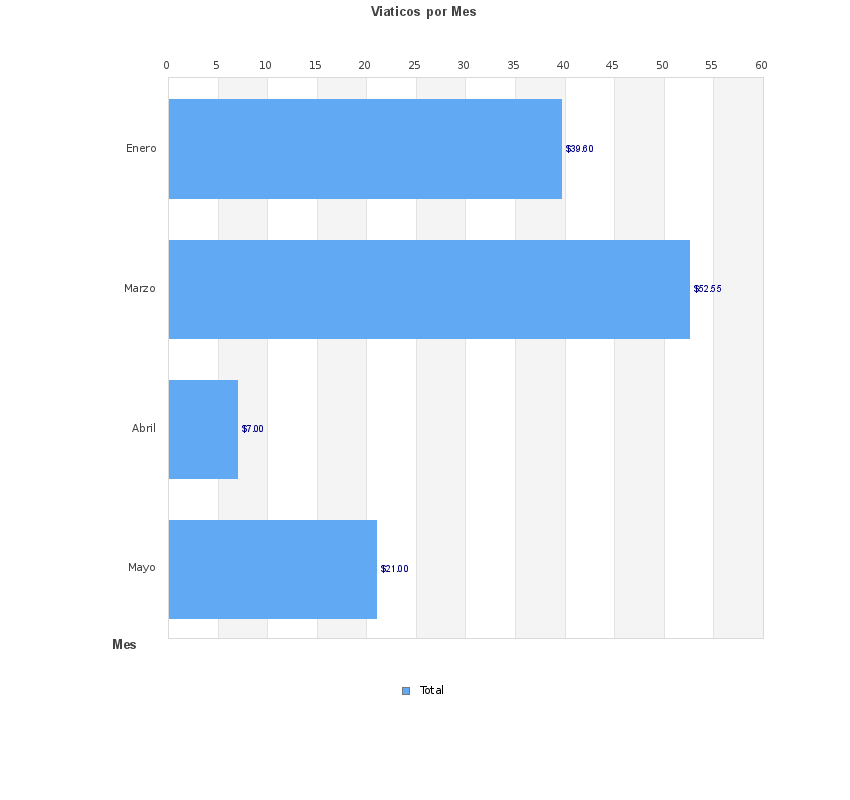 Viaticos por Mes
0 5 10 15 20 25 30 35 40 45 50 55 60
Enero $39.60
Marzo $52.55
Abril $7.00
Mayo $21.00
Mes
Total